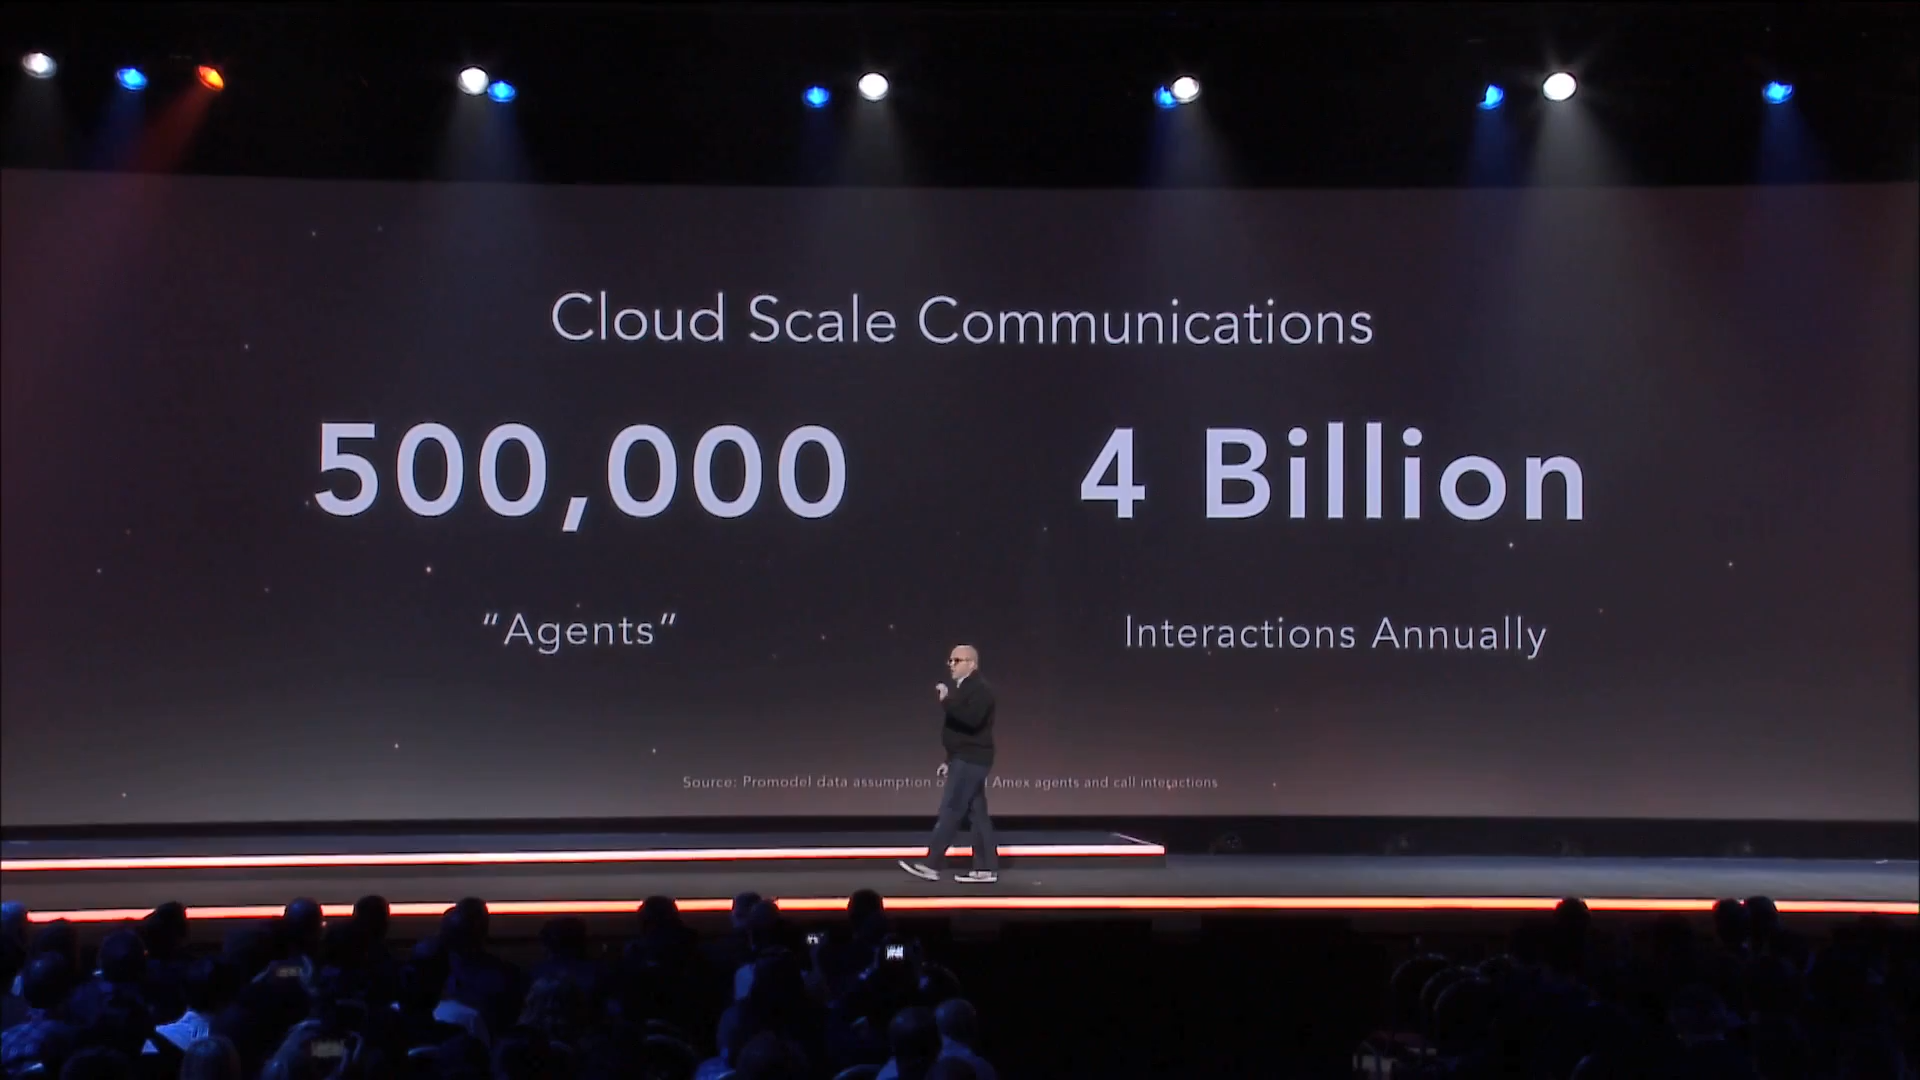 Cloud Scale Communications
500,000
4 Billion
“Agents”
Interactions Annually
Source: Promodel data assumption Amex agents and call interactions